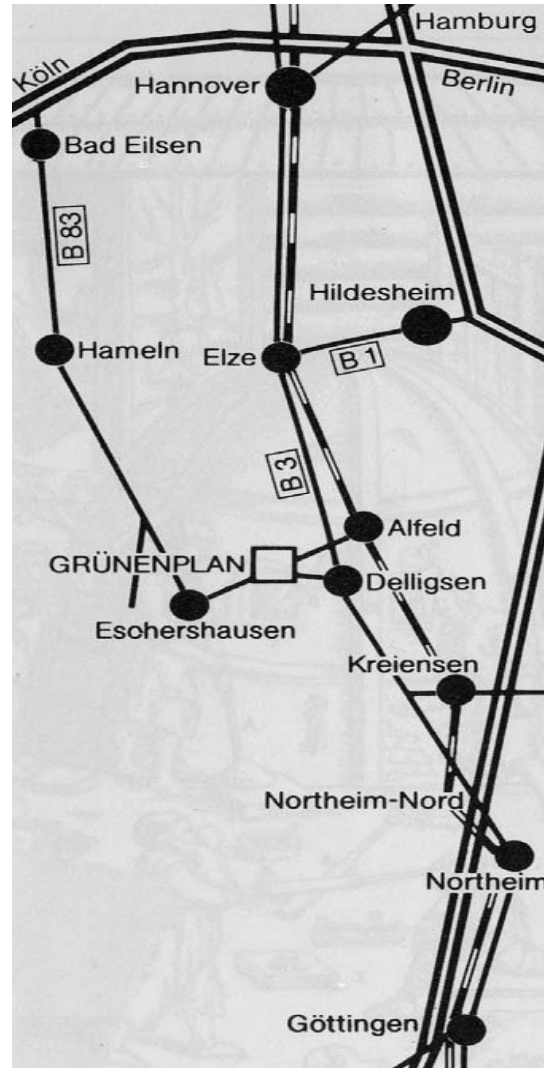 Hamburg
Köln
Hannover
Berlin
Bad Eilsen
B 83
Hildesheim
Hameln
Elze
B 1
B 3
Alfeld
GRÜNENPLAN
Delligsen
Eschershausen
Kreiensen
Northeim-Nord
Northeim
Göttingen